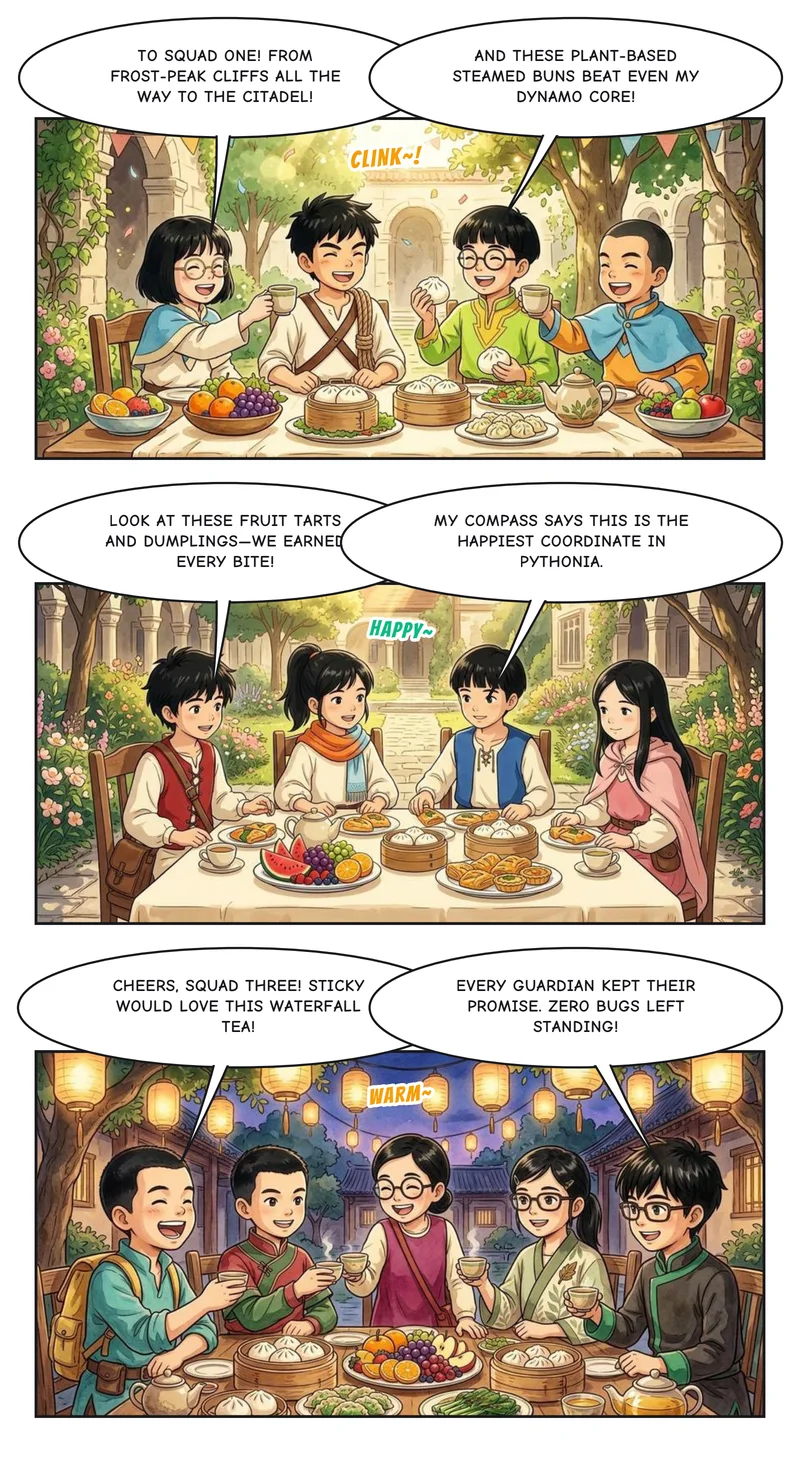 TO SQUAD ONE! FROM
FROST-PEAK CLIFFS ALL THE
WAY TO THE CITADEL!
AND THESE PLANT-BASED
STEAMED BUNS BEAT EVEN MY
DYNAMO CORE!
CLINK~!
LOOK AT THESE FRUIT TARTS
AND DUMPLINGS—WE EARNED
EVERY BITE!
MY COMPASS SAYS THIS IS THE
HAPPIEST COORDINATE IN
PYTHONIA.
HAPPY~
CHEERS, SQUAD THREE! STICKY
WOULD LOVE THIS WATERFALL
TEA!
EVERY GUARDIAN KEPT THEIR
PROMISE. ZERO BUGS LEFT
STANDING!
WARM~